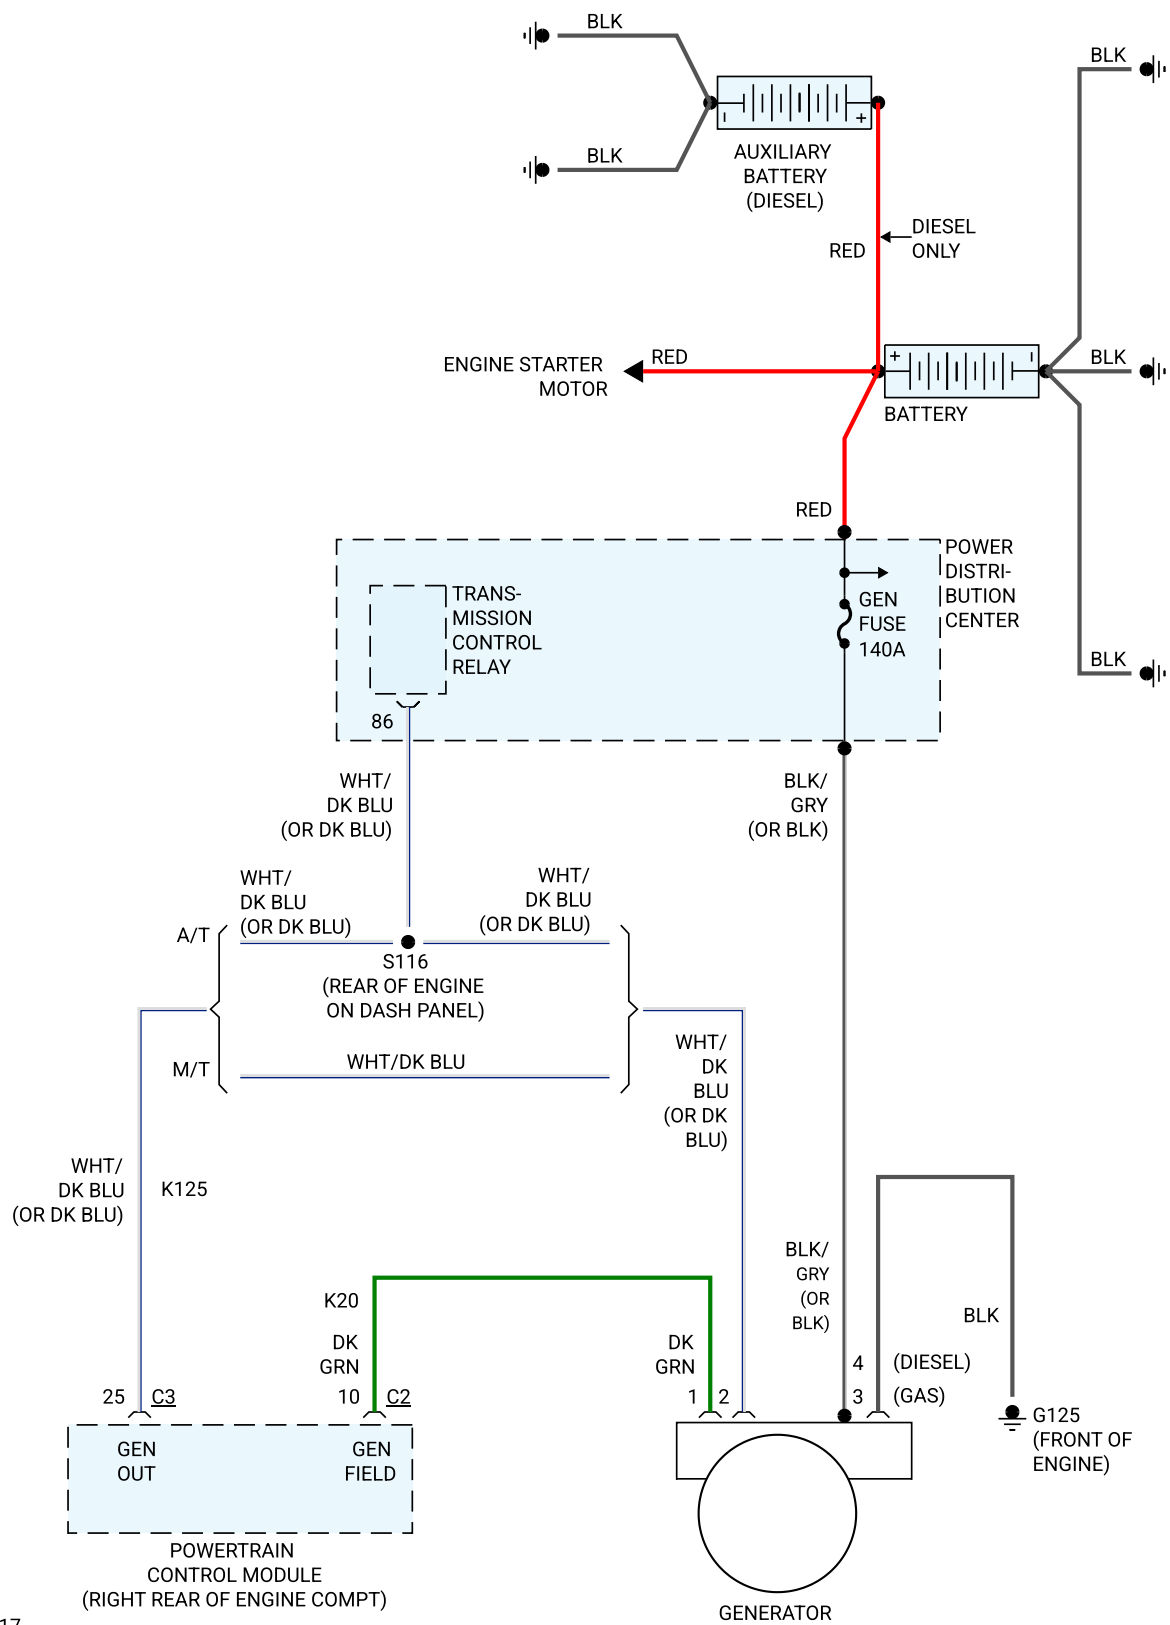 BLK
BLK
BLK
AUXILIARY
BATTERY
(DIESEL)
DIESEL
ONLY
RED
ENGINE STARTER
MOTOR
RED
BLK
BATTERY
RED
POWER
DISTRI-
BUTION
CENTER
TRANS-
MISSION
CONTROL
RELAY
GEN
FUSE
140A
BLK
86
WHT/
DK BLU
(OR DK BLU)
BLK/
GRY
(OR BLK)
WHT/
DK BLU
(OR DK BLU)
WHT/
DK BLU
(OR DK BLU)
A/T
S116
(REAR OF ENGINE
ON DASH PANEL)
M/T
WHT/DK BLU
WHT/
DK
BLU
(OR DK
BLU)
WHT/
DK BLU
(OR DK BLU)
K125
BLK/
GRY
(OR
BLK)
K20
DK
GRN
DK
GRN
BLK
4 (DIESEL)
25 C3
10 C2
1 2
3 (GAS)
G125
(FRONT OF
ENGINE)
GEN
OUT
GEN
FIELD
POWERTRAIN
CONTROL MODULE
(RIGHT REAR OF ENGINE COMPT)
GENERATOR